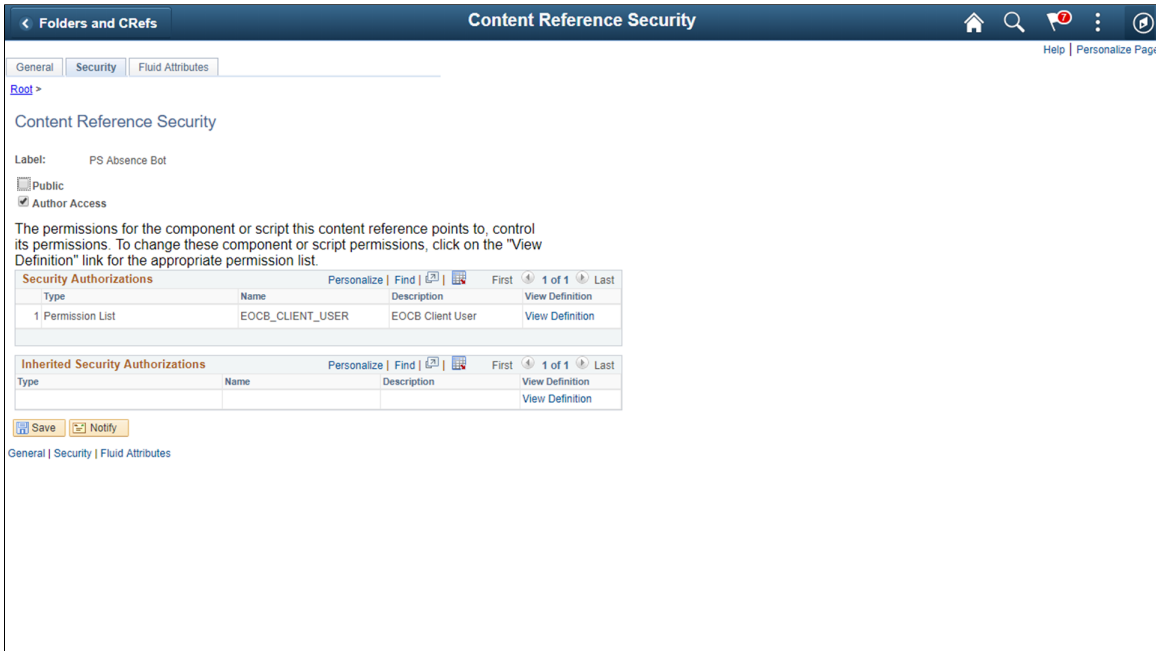 Folders and CRefs
Content Reference Security
7
Help | Personalize Page
General Security Fluid Attributes
Root >
Content Reference Security
Label: PS Absence Bot
Public
Author Access
The permissions for the component or script this content reference points to, control
its permissions. To change these component or script permissions, click on the "View
Definition" link for the appropriate permission list.
Security Authorizations Personalize | Find | | First 1 of 1 Last
Type Name Description View Definition
1 Permission List EOCB_CLIENT_USER EOCB Client User View Definition
Inherited Security Authorizations Personalize | Find | | First 1 of 1 Last
Type Name Description View Definition
View Definition
Save Notify
General | Security | Fluid Attributes